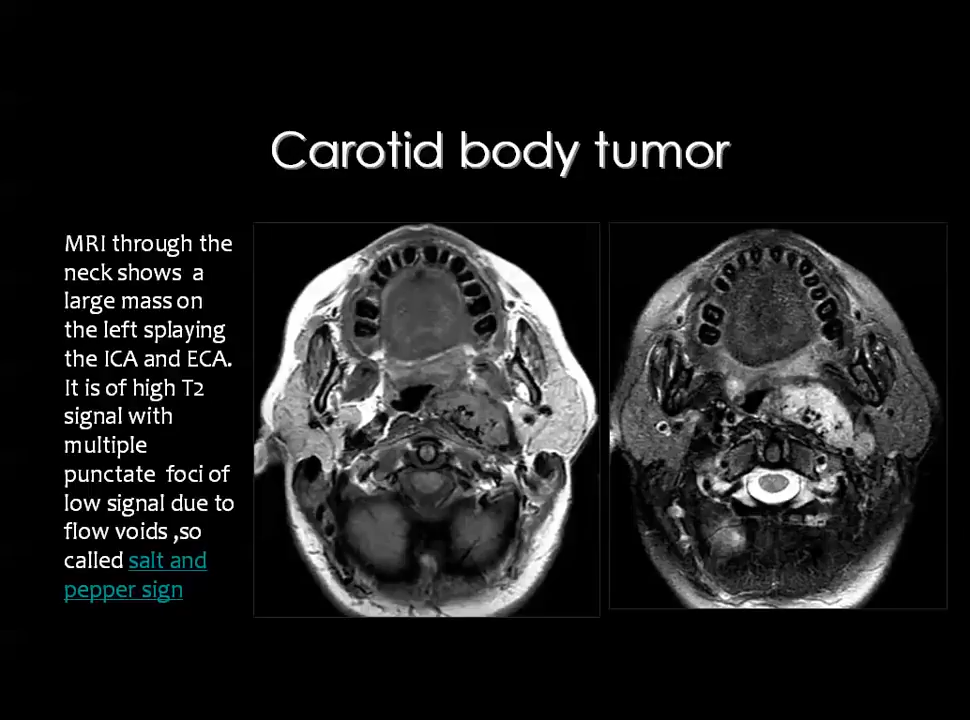 Carotid body tumor
MRI through the
neck shows a
large mass on
the left splaying
the ICA and ECA.
It is of high T2
signal with
multiple
punctate foci of
low signal due to
flow voids ,so
called salt and
pepper sign